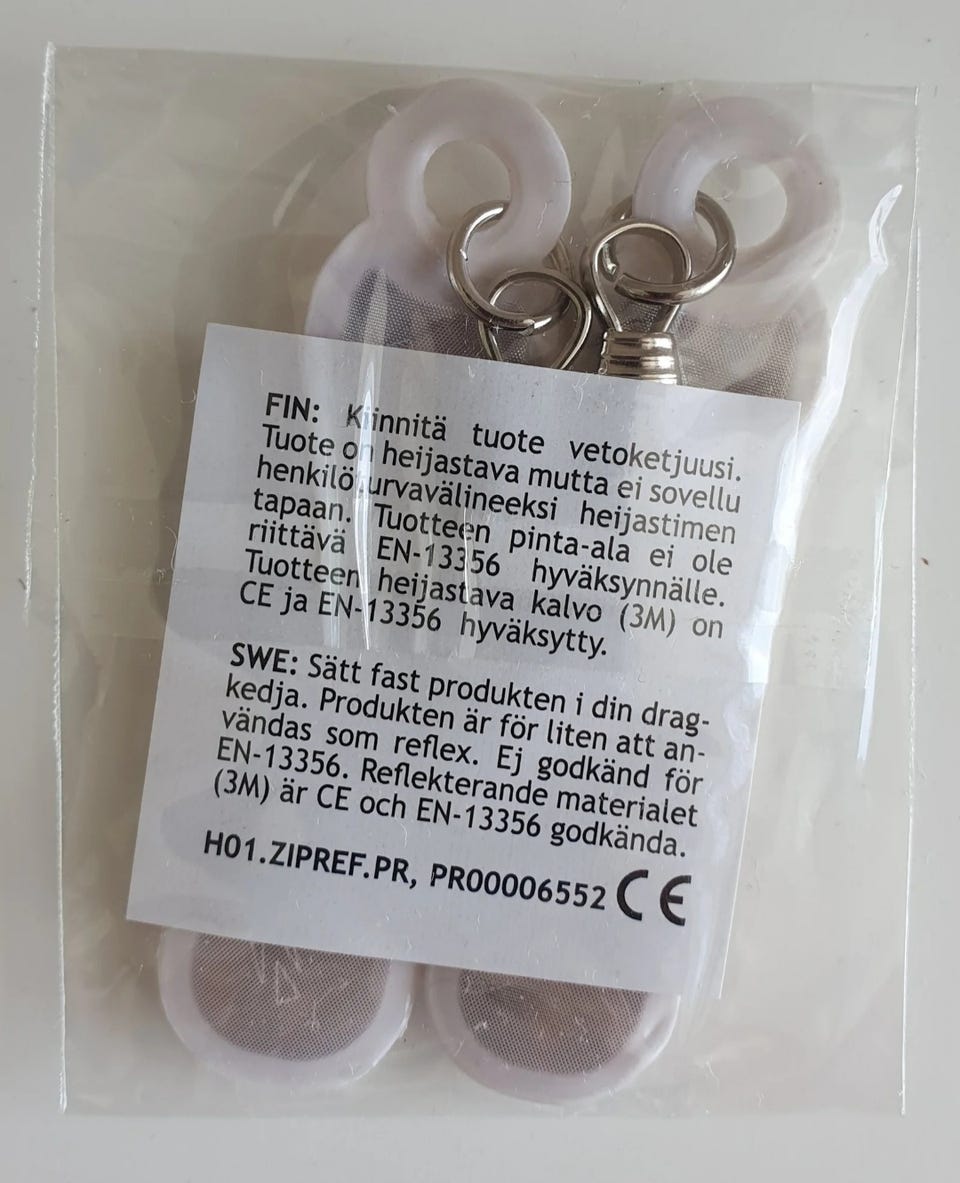 FIN: Kiinnitä tuote vetoketjuusi.
Tuote on heijastava mutta ei sovellu
henkilöturvavälineeksi heijastimen
tapaan. Tuotteen pinta-ala ei ole
riittävä EN-13356 hyväksynnälle.
Tuotteen heijastava kalvo (3M) on
CE ja EN-13356 hyväksytty.
SWE: Sätt fast produkten i din drag-
kedja. Produkten är för liten att an-
vändas som reflex. Ej godkänd för
EN-13356. Reflekterande materialet
(3M) är CE och EN-13356 godkända.
H01.ZIPREF.PR, PR00006552 CE